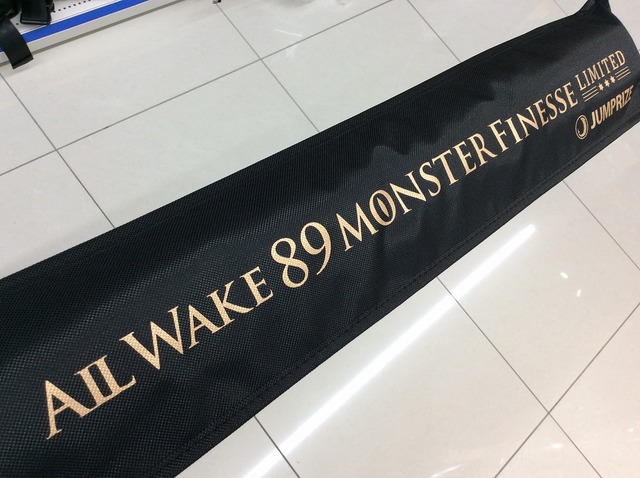 ALL WAKE 89 MONSTER FINESSE LIMITED
JUMPRIZE